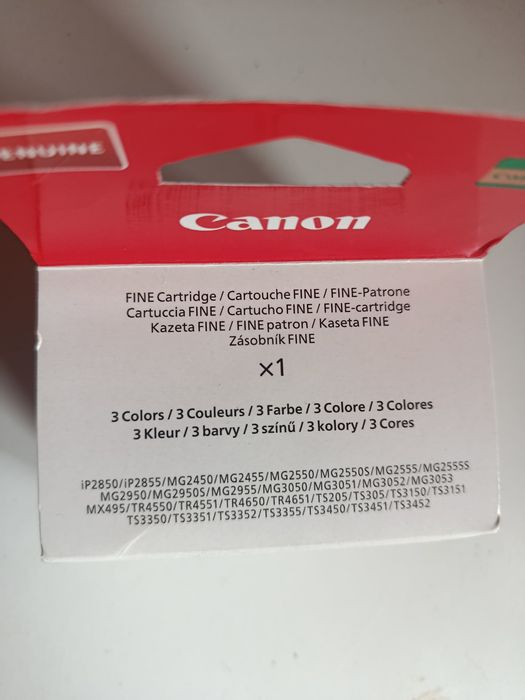 Canon
FINE Cartridge / Cartouche FINE / FINE-Patrone
Cartuccia FINE / Cartucho FINE / FINE-cartridge
Kazeta FINE / FINE patron / Kaseta FINE
Zásobník FINE
x1
3 Colors / 3 Couleurs / 3 Farbe / 3 Colore / 3 Colores
3 Kleur / 3 barvy / 3 színű / 3 kolory / 3 Cores
iP2850/iP2855/MG2450/MG2455/MG2550/MG2550S/MG2555/MG2555S
MG2950/MG2950S/MG2955/MG3050/MG3051/MG3052/MG3053
MX495/TR4550/TR4551/TR4650/TR4651/TS205/TS305/TS3150/TS3151
TS3350/TS3351/TS3352/TS3355/TS3450/TS3451/TS3452